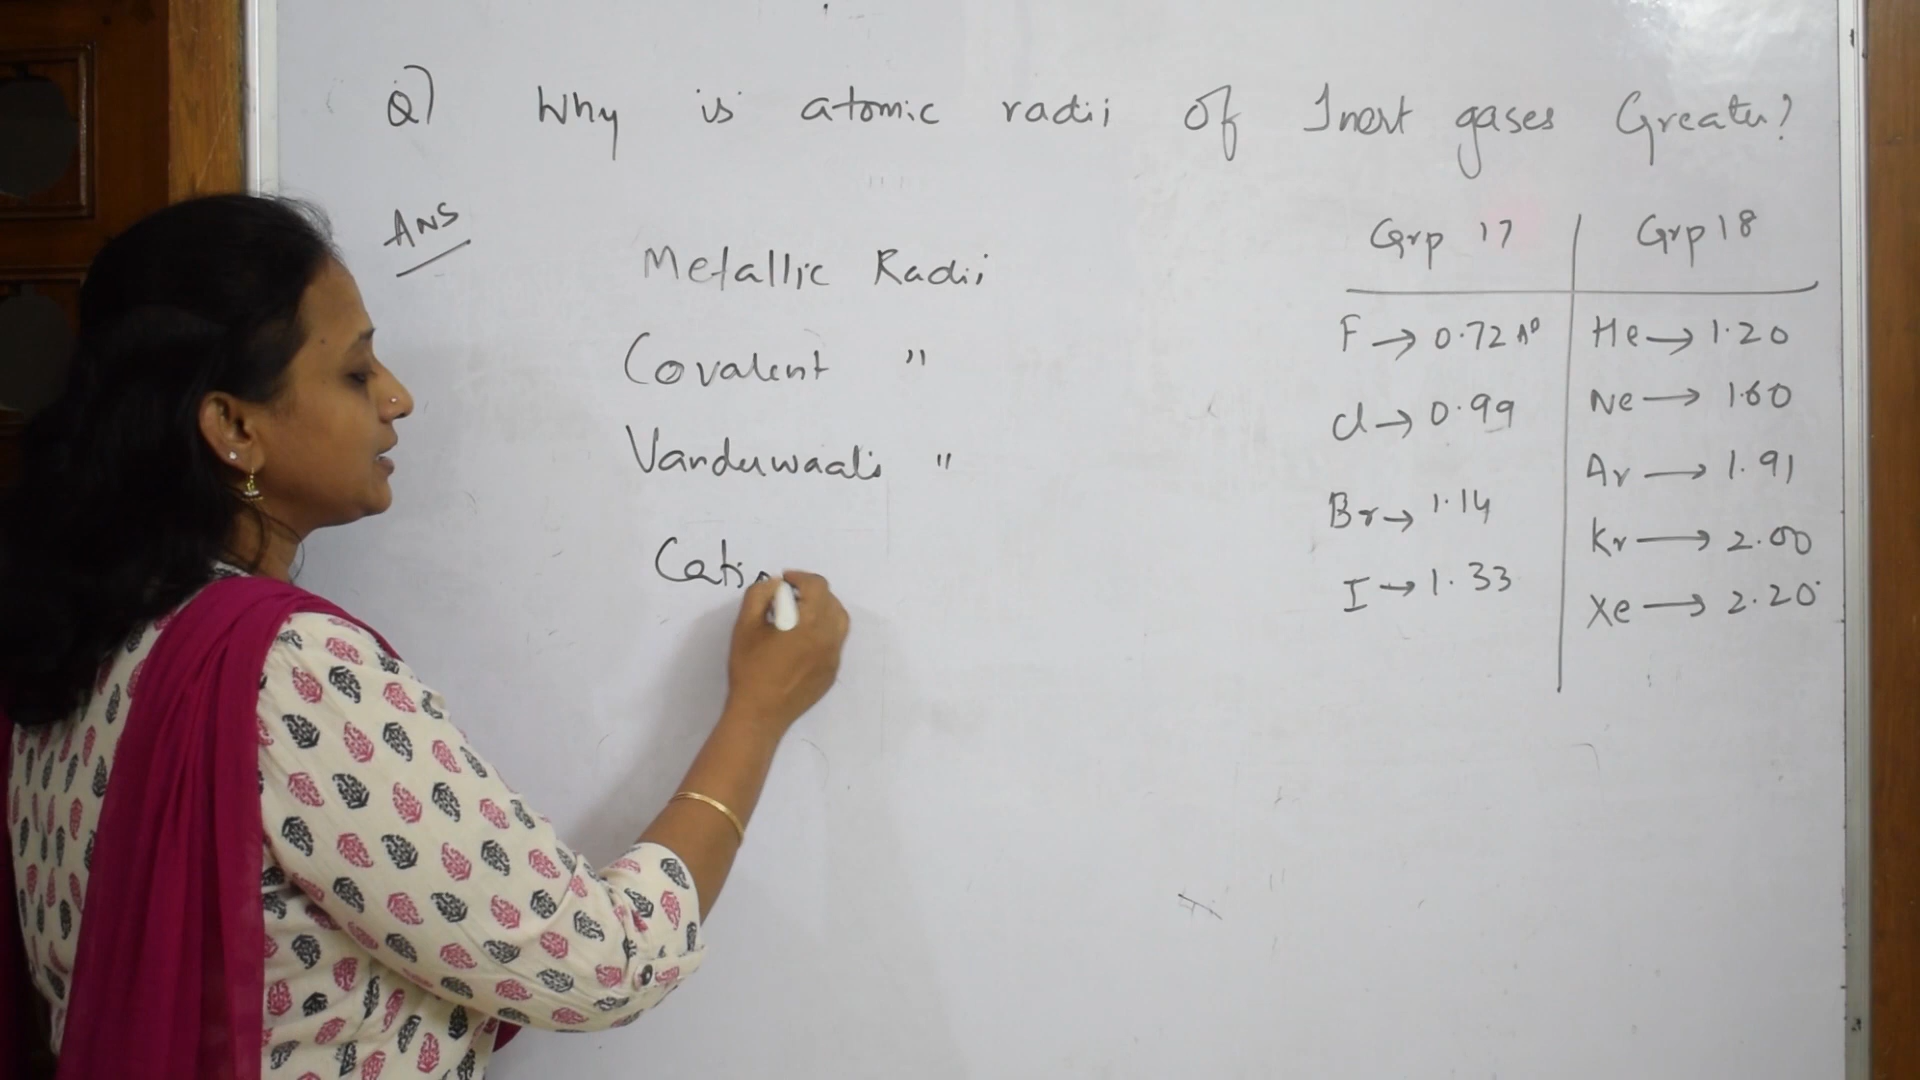 Q) Why is atomic radii of Inert gases Greater?
Ans
Metallic Radii
Covalent "
Vanderwaals "
Catio
Grp 17 Grp 18
F → 0.72 A° He → 1.20
Cl → 0.99 Ne → 1.60
Br → 1.14 Ar → 1.91
I → 1.33 Kr → 2.00
Xe → 2.20